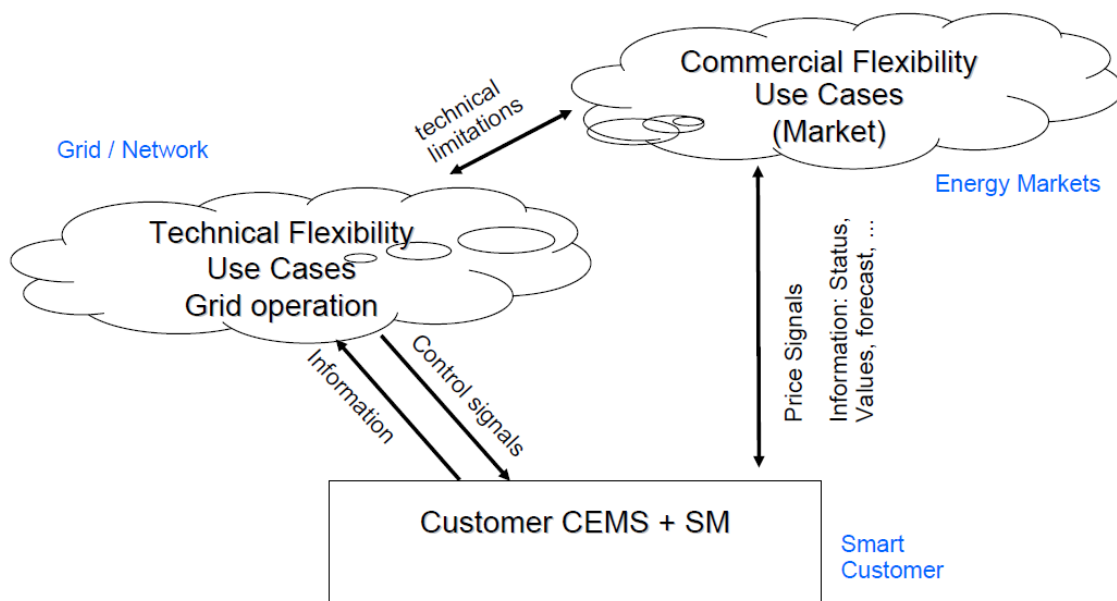 Commercial Flexibility
Use Cases
(Market)
technical
limitations
Grid / Network
Energy Markets
Technical Flexibility
Use Cases
Grid operation
Price Signals
Information: Status,
Values, forecast, ...
Information
Control signals
Customer CEMS + SM
Smart
Customer